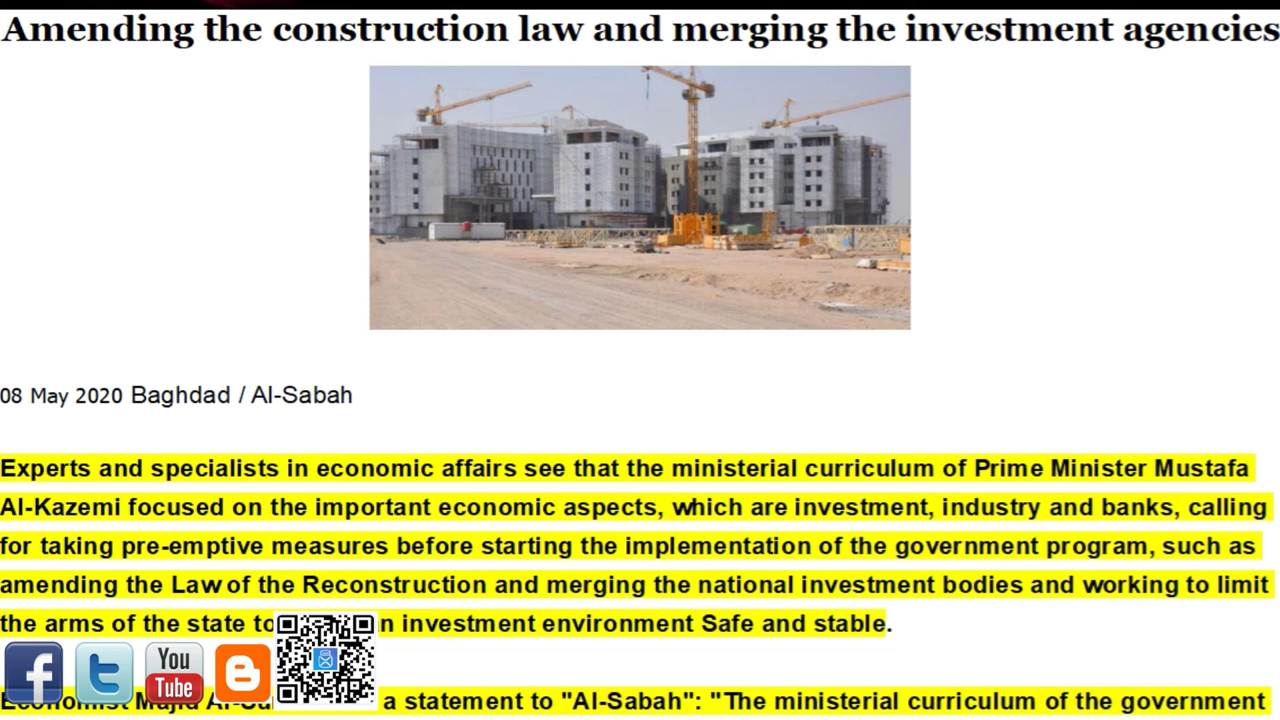 Amending the construction law and merging the investment agencies
08 May 2020 Baghdad / Al-Sabah
Experts and specialists in economic affairs see that the ministerial curriculum of Prime Minister Mustafa
Al-Kazemi focused on the important economic aspects, which are investment, industry and banks, calling
for taking pre-emptive measures before starting the implementation of the government program, such as
amending the Law of the Reconstruction and merging the national investment bodies and working to limit
the arms of the state to investment environment Safe and stable.
You
Tube
a statement to "Al-Sabah": "The ministerial curriculum of the government